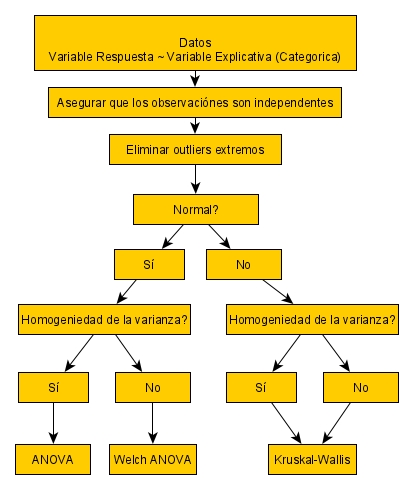 Datos
Variable Respuesta ~ Variable Explicativa (Categorica)
Asegurar que los observaciónes son independentes
Eliminar outliers extremos
Normal?
Sí
No
Homogeniedad de la varianza?
Homogeniedad de la varianza?
Sí
No
Sí
No
ANOVA
Welch ANOVA
Kruskal-Wallis